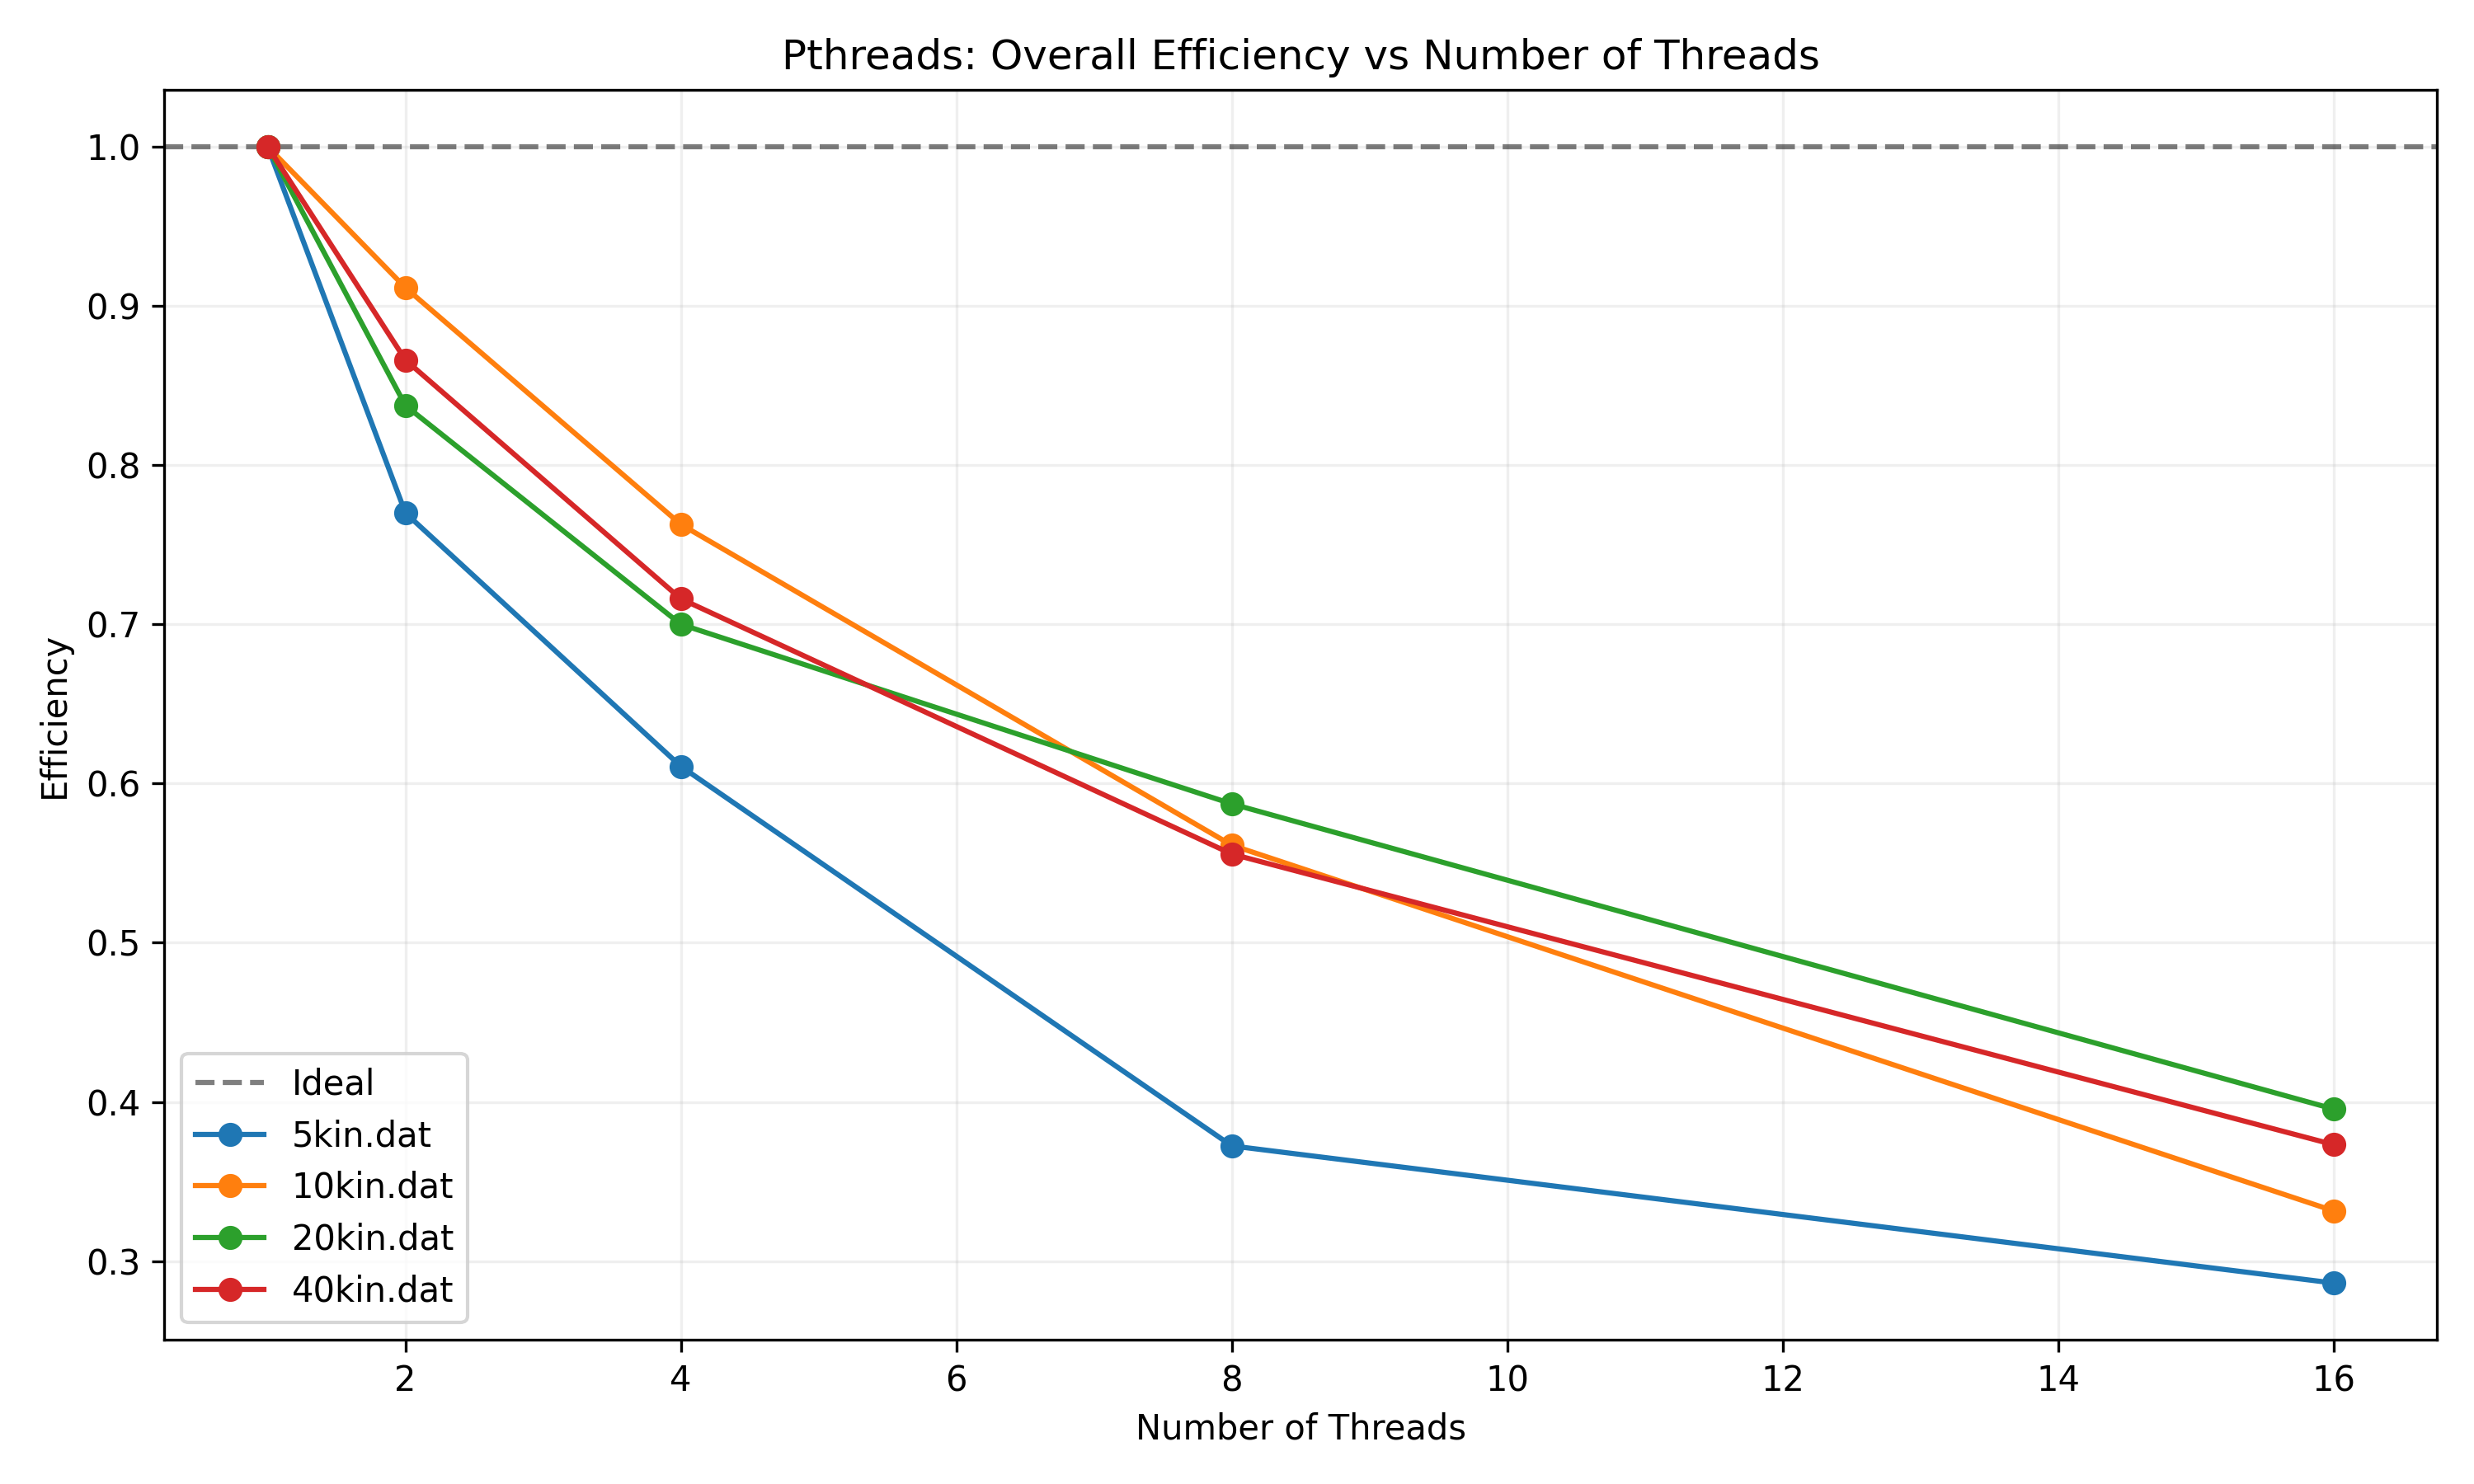 Pthreads: Overall Efficiency vs Number of Threads
1.0
0.9
0.8
0.7
0.6
0.5
0.4
0.3
Efficiency
Ideal
5kin.dat
10kin.dat
20kin.dat
40kin.dat
2 4 6 8 10 12 14 16
Number of Threads